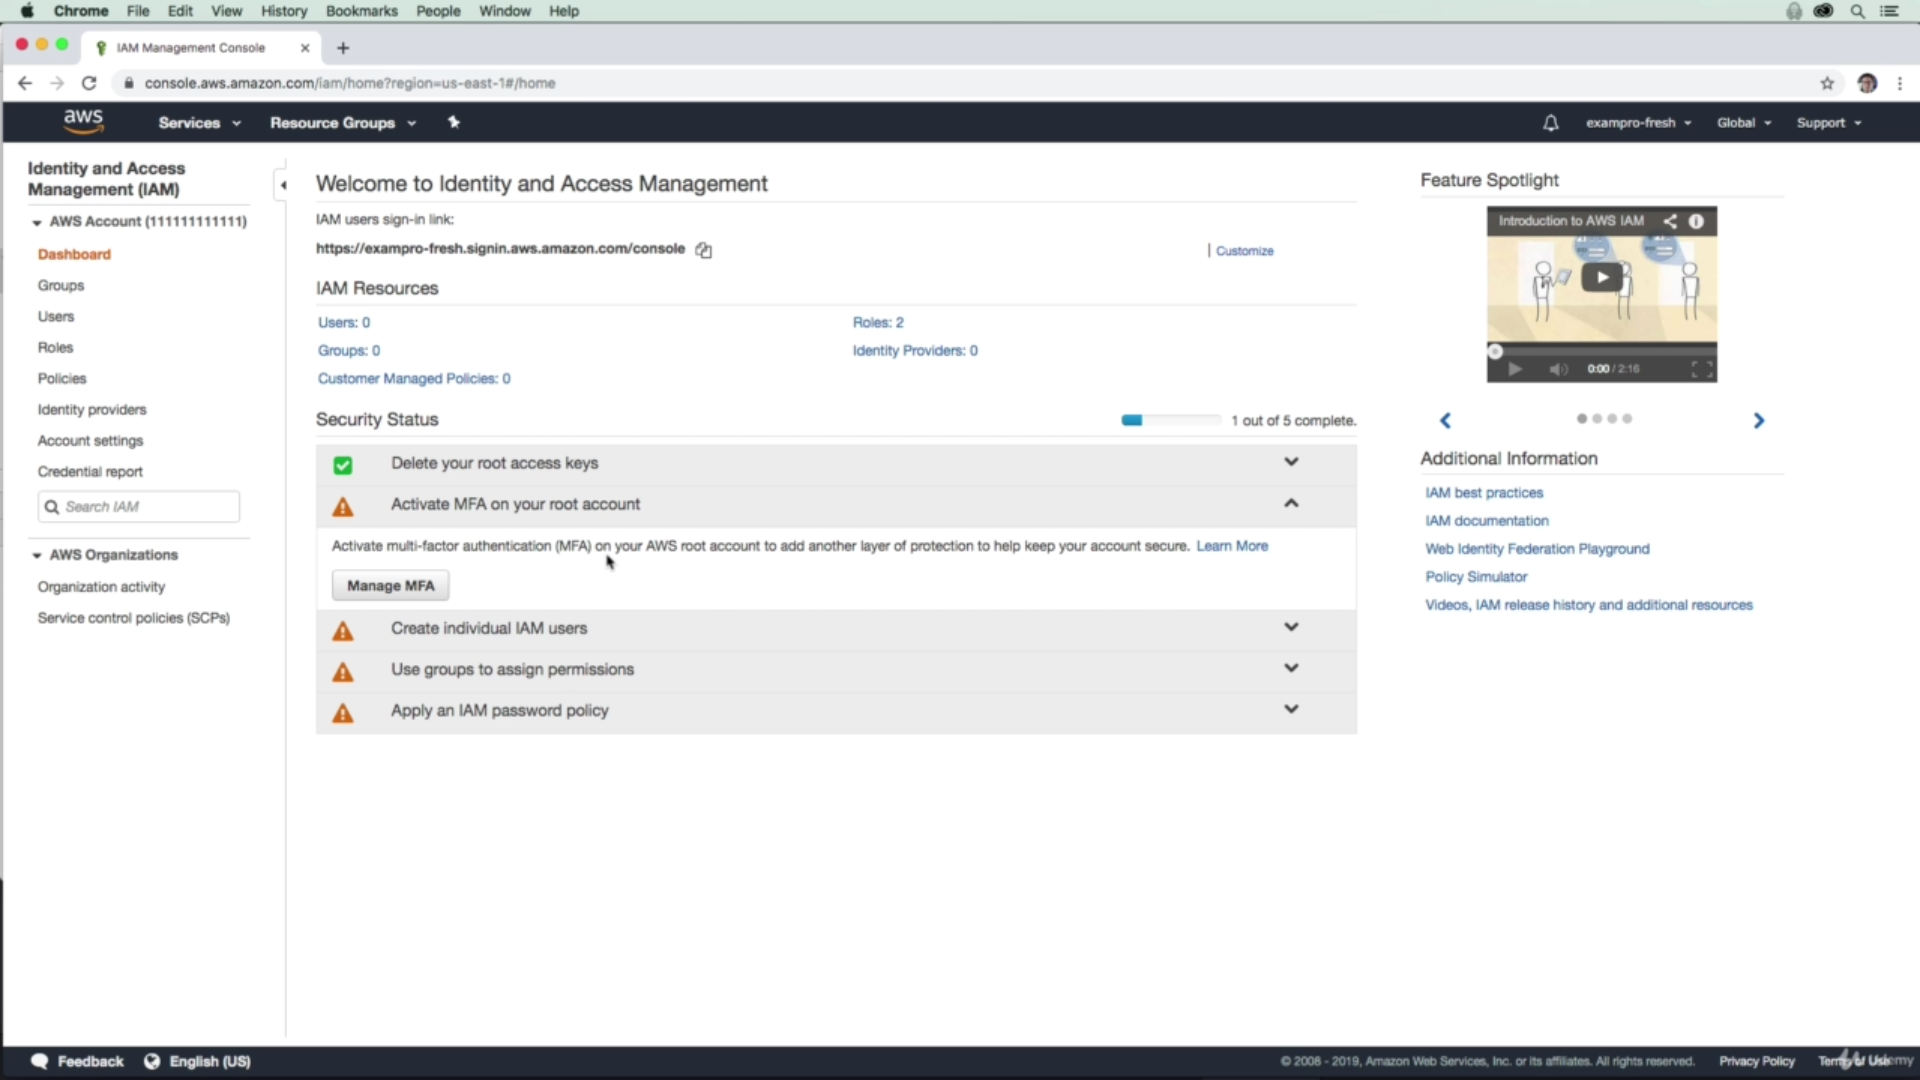 Chrome File Edit View History Bookmarks People Window Help
IAM Management Console
console.aws.amazon.com/iam/home?region=us-east-1#/home
aws Services Resource Groups exampro-fresh Global Support
Identity and Access
Management (IAM)
AWS Account (111111111111)
Dashboard
Groups
Users
Roles
Policies
Identity providers
Account settings
Credential report
Search IAM
AWS Organizations
Organization activity
Service control policies (SCPs)
Welcome to Identity and Access Management
IAM users sign-in link:
https://exampro-fresh.signin.aws.amazon.com/console
Customize
IAM Resources
Users: 0
Roles: 2
Groups: 0
Identity Providers: 0
Customer Managed Policies: 0
Security Status
1 out of 5 complete.
Delete your root access keys
Activate MFA on your root account
Activate multi-factor authentication (MFA) on your AWS root account to add another layer of protection to help keep your account secure. Learn More
Manage MFA
Create individual IAM users
Use groups to assign permissions
Apply an IAM password policy
Feature Spotlight
Introduction to AWS IAM
0:00 / 2:16
Additional Information
IAM best practices
IAM documentation
Web Identity Federation Playground
Policy Simulator
Videos, IAM release history and additional resources
Feedback English (US)
© 2008 - 2019, Amazon Web Services, Inc. or its affiliates. All rights reserved. Privacy Policy Terms of Use